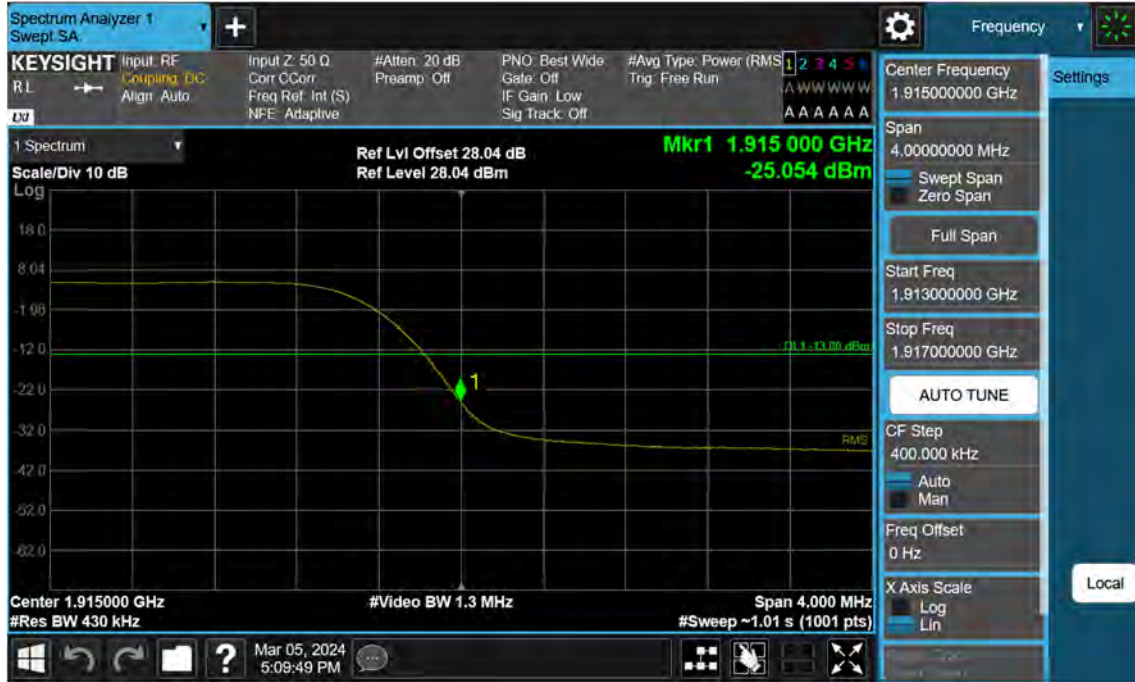 Spectrum Analyzer 1
Swept SA
+
Frequency
KEYSIGHT
Input: RF
Coupling: DC
Align: Auto
RL
LXI
Input Z: 50 Ω
Corr CCorr
Freq Ref: Int (S)
NFE: Adaptive
#Atten: 20 dB
Preamp: Off
PNO: Best Wide
Gate: Off
IF Gain: Low
Sig Track: Off
#Avg Type: Power (RMS
Trig: Free Run
1 2 3 4 5 6
A W W W W W
A A A A A A
1 Spectrum
Scale/Div 10 dB
Ref Lvl Offset 28.04 dB
Ref Level 28.04 dBm
Mkr1 1.915 000 GHz
-25.054 dBm
Log
18.0
8.04
-1.96
-12.0
-22.0
-32.0
-42.0
-52.0
-62.0
DL1 -13.00 dBm
1
RMS
Center 1.915000 GHz
#Video BW 1.3 MHz
Span 4.000 MHz
#Res BW 430 kHz
#Sweep ~1.01 s (1001 pts)
?
Mar 05, 2024
5:09:49 PM
Center Frequency
1.915000000 GHz
Settings
Span
4.00000000 MHz
Swept Span
Zero Span
Full Span
Start Freq
1.913000000 GHz
Stop Freq
1.917000000 GHz
AUTO TUNE
CF Step
400.000 kHz
Auto
Man
Freq Offset
0 Hz
X Axis Scale
Log
Lin
Local